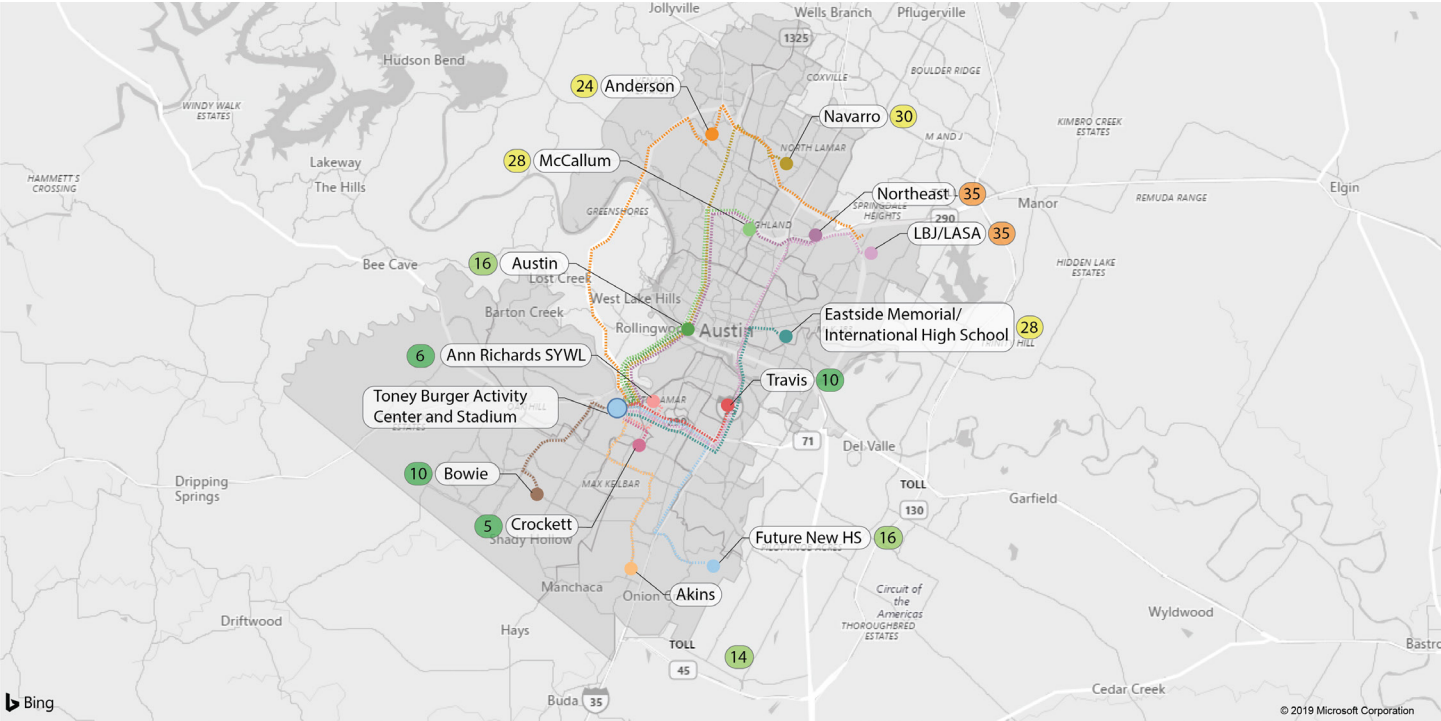 Jollyville
Wells Branch
Pflugerville
1325
Hudson Bend
COXVILLE
BOULDER RIDGE
24
Anderson
WINDY WALK
ESTATES
Navarro
30
KIMBRO CREEK
ESTATES
M AND J
NORTH LAMAR
28
McCallum
Lakeway
The Hills
HAMMETT S
CROSSING
Northeast
35
Elgin
REMUDA RANGE
Manor
GREENSHORES
SPRINGDALE
HEIGHTS
290
LBJ/LASA
35
16
Austin
Bee Cave
HIDDEN LAKE
ESTATES
Lost Creek
West Lake Hills
Barton Creek
Rollingwoo
Austin
Eastside Memorial/
International High School
28
6
Ann Richards SYWL
Travis
10
Toney Burger Activity
Center and Stadium
ESTATES
290
71
Del Valle
10
Bowie
MAX KEILBAR
Dripping
Springs
TOLL
130
Garfield
5
Crockett
Shady Hollow
Future New HS
16
Manchaca
Onion C
Akins
Circuit of
the
Americas
THOROUGHBRED
ESTATES
Wyldwood
Driftwood
Hays
TOLL
45
14
Bastro
Buda
35
Cedar Creek
Bing
© 2019 Microsoft Corporation